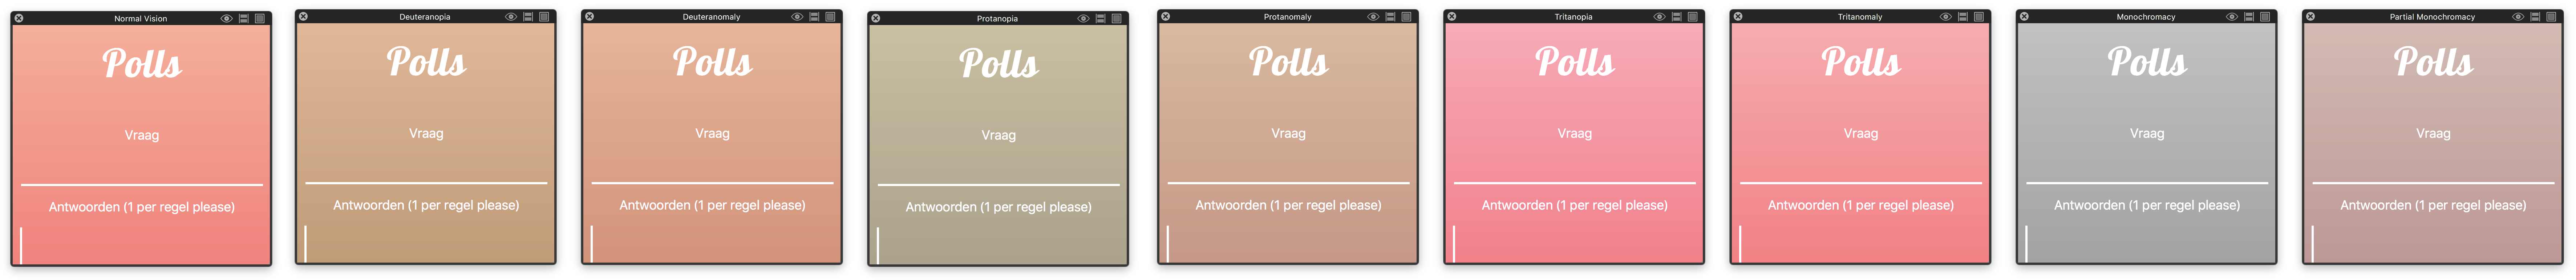 Normal Vision
Polls
Vraag
Antwoorden (1 per regel please)
Deuteranopia
Polls
Vraag
Antwoorden (1 per regel please)
Deuteranomaly
Polls
Vraag
Antwoorden (1 per regel please)
Protanopia
Polls
Vraag
Antwoorden (1 per regel please)
Protanomaly
Polls
Vraag
Antwoorden (1 per regel please)
Tritanopia
Polls
Vraag
Antwoorden (1 per regel please)
Tritanomaly
Polls
Vraag
Antwoorden (1 per regel please)
Monochromacy
Polls
Vraag
Antwoorden (1 per regel please)
Partial Monochromacy
Polls
Vraag
Antwoorden (1 per regel please)